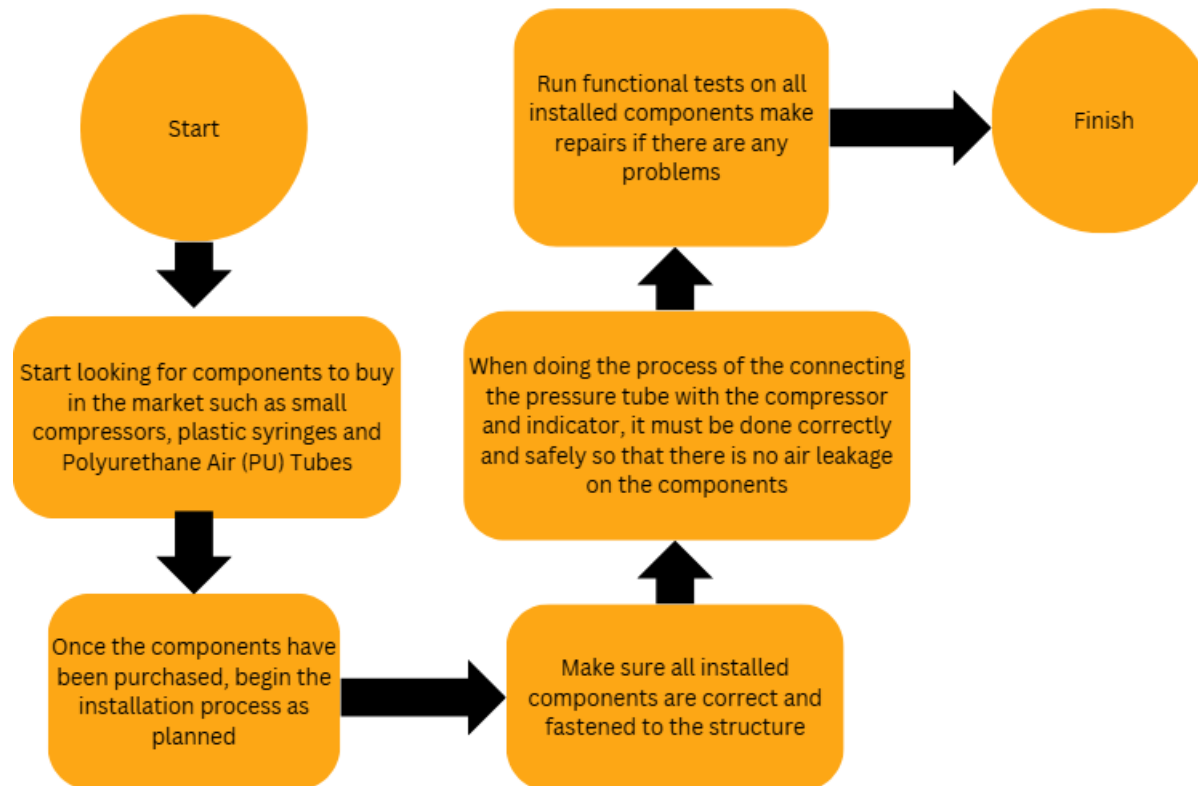 Start
Start looking for components to buy
in the market such as small
compressors, plastic syringes and
Polyurethane Air (PU) Tubes
Once the components have
been purchased, begin the
installation process as
planned
Make sure all installed
components are correct and
fastened to the structure
When doing the process of the connecting
the pressure tube with the compressor
and indicator, it must be done correctly
and safely so that there is no air leakage
on the components
Run functional tests on all
installed components make
repairs if there are any
problems
Finish